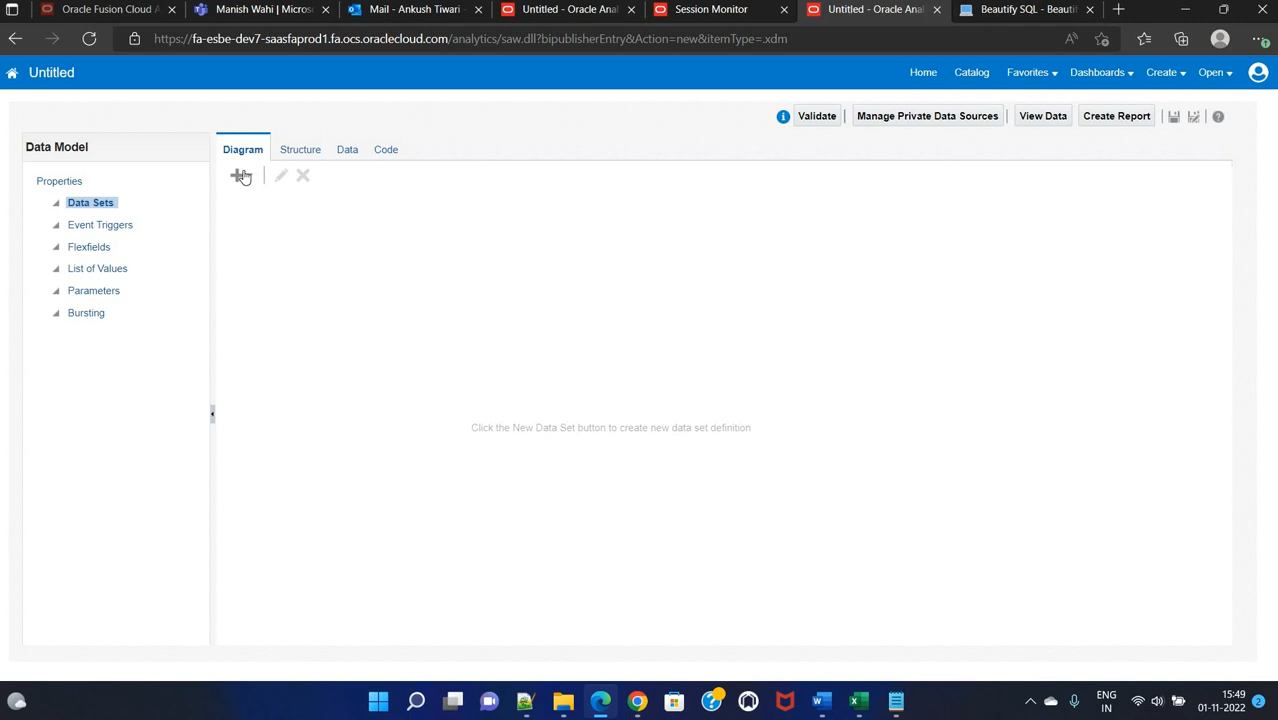 Oracle Fusion Cloud A
Manish Wahi | Micros
Mail - Ankush Tiwari -
Untitled - Oracle Anal
Session Monitor
Untitled - Oracle Anal
Beautify SQL - Beautif
https://fa-esbe-dev7-saasfaprod1.fa.ocs.oraclecloud.com/analytics/saw.dll?bipublisherEntry&Action=new&itemType=.xdm
Untitled
Home Catalog Favorites Dashboards Create Open
Validate | Manage Private Data Sources | View Data Create Report
Data Model
Diagram Structure Data Code
Properties
Data Sets
Event Triggers
Flexfields
List of Values
Parameters
Bursting
Click the New Data Set button to create new data set definition
ENG
IN
15:49
01-11-2022
2